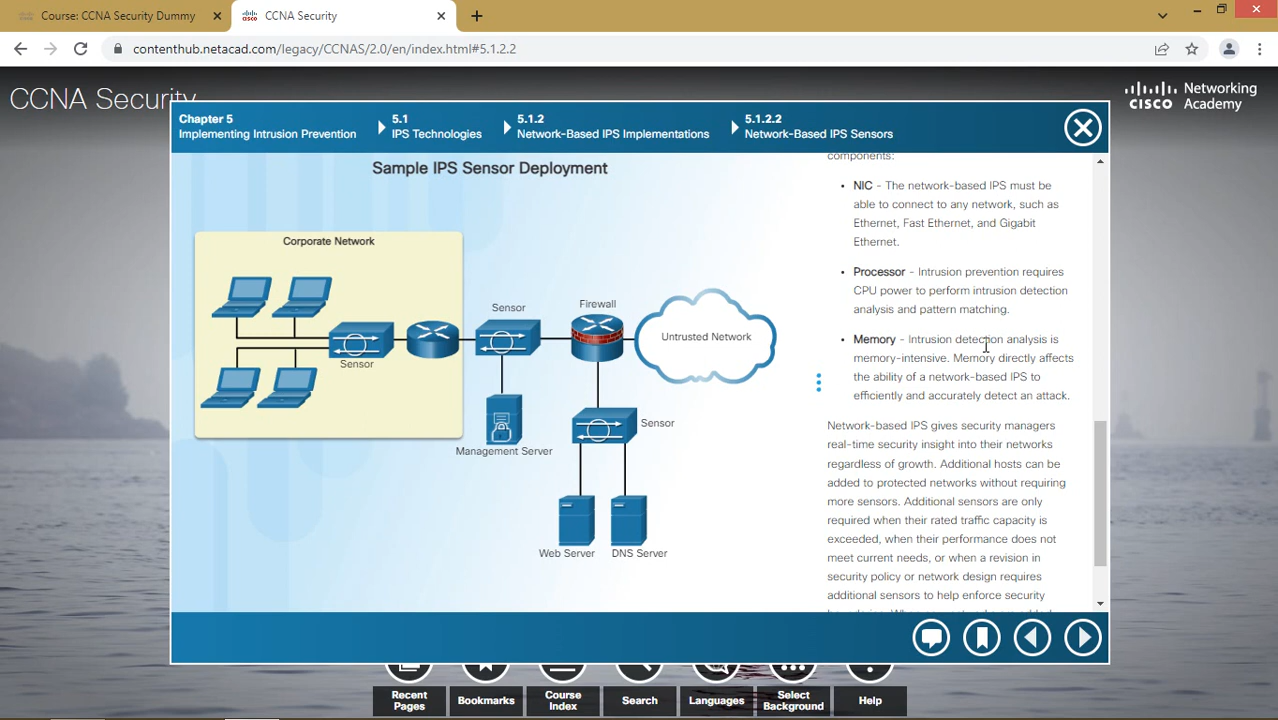 Course: CCNA Security Dummy
CCNA Security
contenthub.netacad.com/legacy/CCNAS/2.0/en/index.html#5.1.2.2
CCNA Security
Networking
CISCO Academy
Chapter 5
Implementing Intrusion Prevention
5.1
IPS Technologies
5.1.2
Network-Based IPS Implementations
5.1.2.2
Network-Based IPS Sensors
Sample IPS Sensor Deployment
Corporate Network
Sensor
Sensor
Firewall
Untrusted Network
Management Server
Sensor
Web Server
DNS Server
components:
• NIC - The network-based IPS must be
able to connect to any network, such as
Ethernet, Fast Ethernet, and Gigabit
Ethernet.
• Processor - Intrusion prevention requires
CPU power to perform intrusion detection
analysis and pattern matching.
• Memory - Intrusion detection analysis is
memory-intensive. Memory directly affects
the ability of a network-based IPS to
efficiently and accurately detect an attack.
Network-based IPS gives security managers
real-time security insight into their networks
regardless of growth. Additional hosts can be
added to protected networks without requiring
more sensors. Additional sensors are only
required when their rated traffic capacity is
exceeded, when their performance does not
meet current needs, or when a revision in
security policy or network design requires
additional sensors to help enforce security
Recent
Pages
Bookmarks
Course
Index
Search
Languages
Select
Background
Help